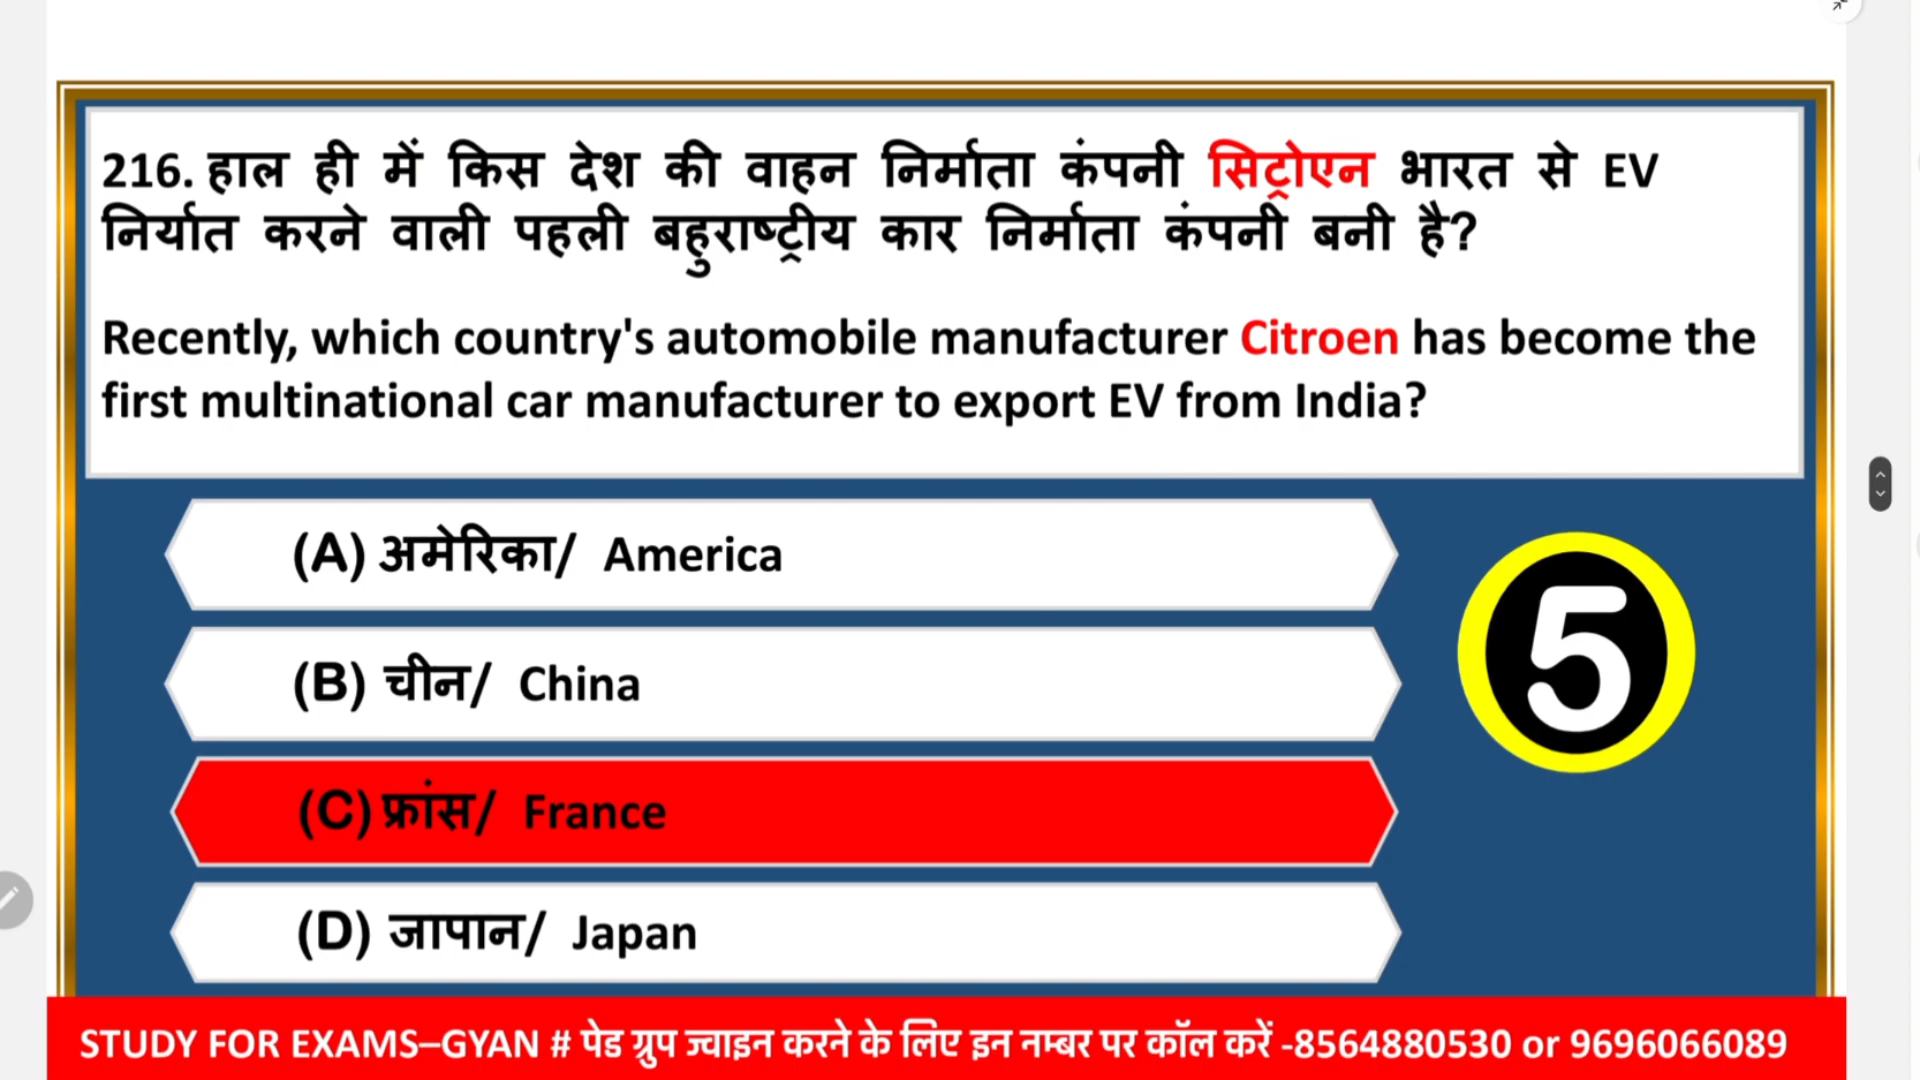 216. हाल ही में किस देश की वाहन निर्माता कंपनी सिट्रोएन भारत से EV
निर्यात करने वाली पहली बहुराष्ट्रीय कार निर्माता कंपनी बनी है?
Recently, which country's automobile manufacturer Citroen has become the
first multinational car manufacturer to export EV from India?
(A) अमेरिका/ America
(B) चीन/ China
5
(C) फ्रांस/ France
(D) जापान/ Japan
STUDY FOR EXAMS–GYAN # पेड ग्रुप ज्वाइन करने के लिए इन नम्बर पर कॉल करें -8564880530 or 9696066089